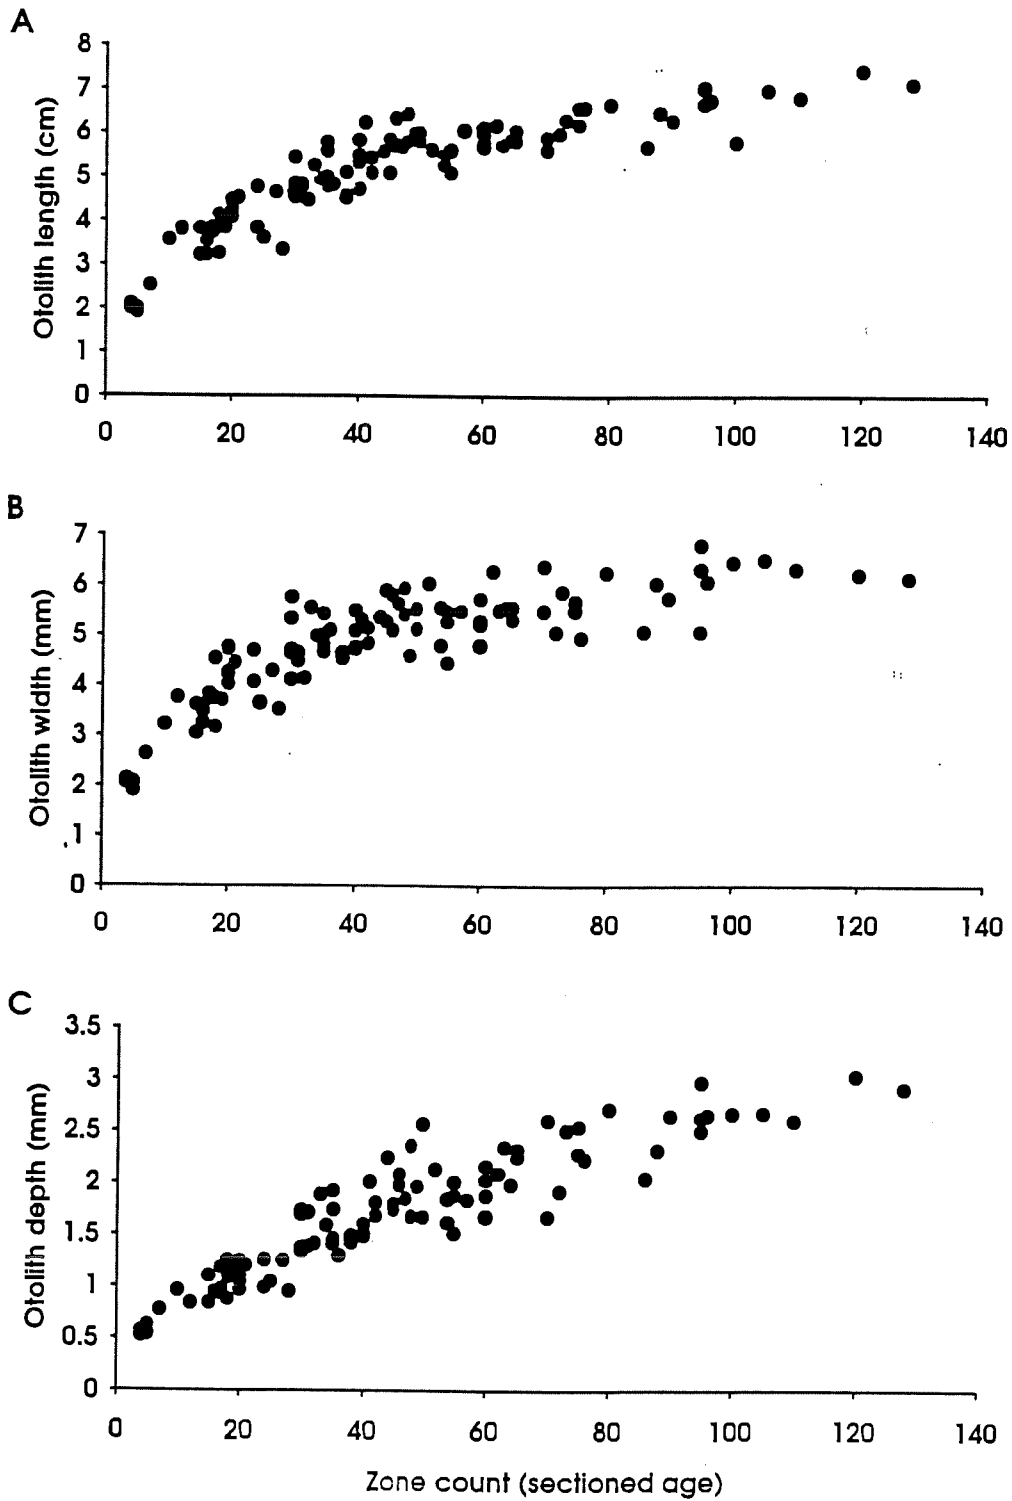 A
8
7
6
5
4
3
2
1
0
Otolith length (cm)
0 20 40 60 80 100 120 140
B
7
6
5
4
3
2
1
0
Otolith width (mm)
0 20 40 60 80 100 120 140
C
3.5
3
2.5
2
1.5
1
0.5
0
Otolith depth (mm)
0 20 40 60 80 100 120 140
Zone count (sectioned age)